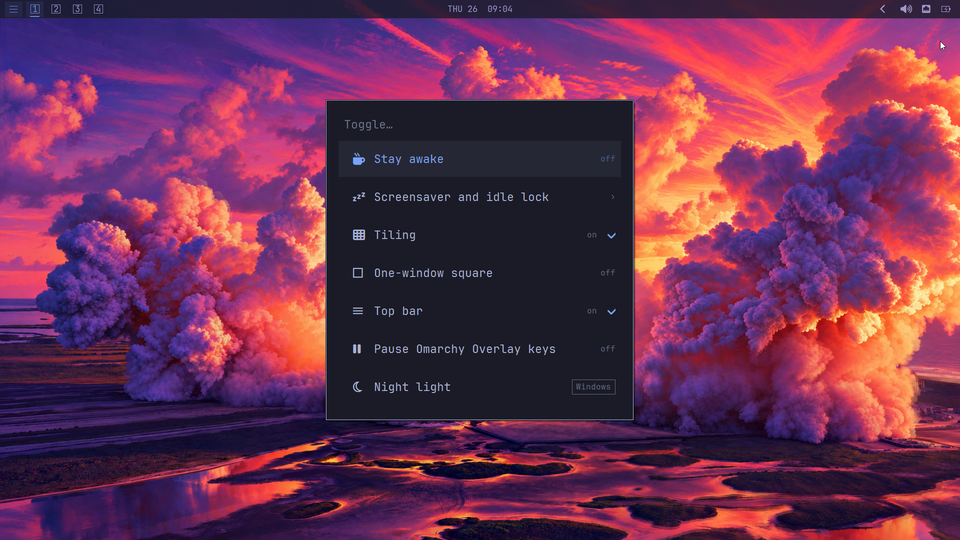 1 2 3 4
THU 26 09:04
Toggle…
Stay awake off
Screensaver and idle lock ›
Tiling on
One-window square off
Top bar on
Pause Omarchy Overlay keys off
Night light Windows